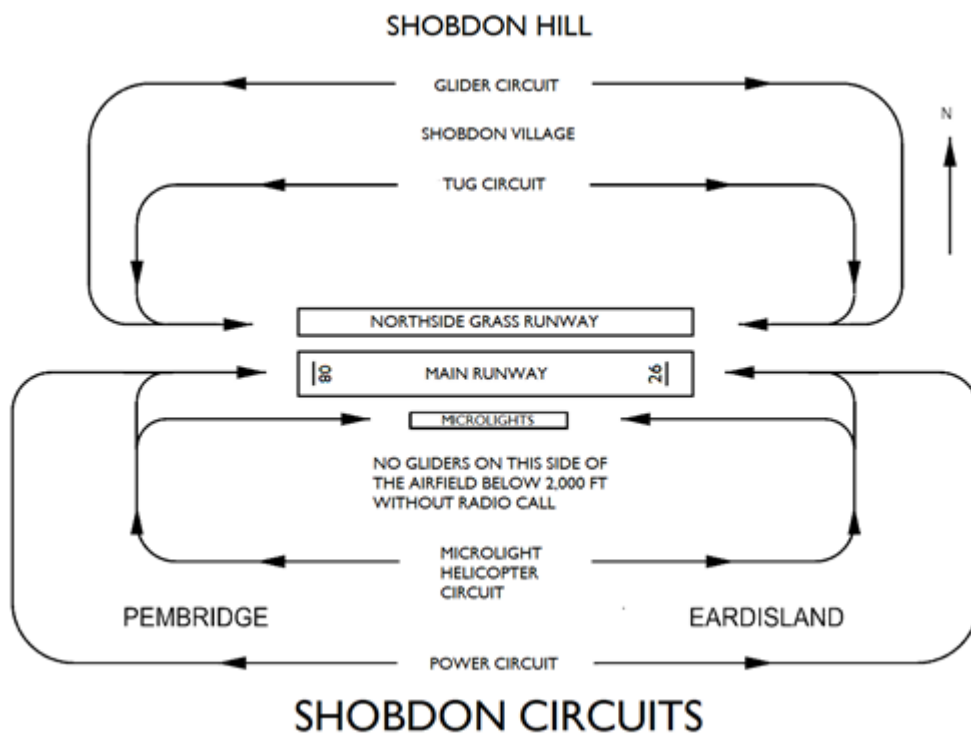 SHOBDON HILL
GLIDER CIRCUIT
N
SHOBDON VILLAGE
TUG CIRCUIT
NORTHSIDE GRASS RUNWAY
08
MAIN RUNWAY
26
MICROLIGHTS
NO GLIDERS ON THIS SIDE OF
THE AIRFIELD BELOW 2,000 FT
WITHOUT RADIO CALL
MICROLIGHT
HELICOPTER
CIRCUIT
PEMBRIDGE
EARDISLAND
POWER CIRCUIT
SHOBDON CIRCUITS